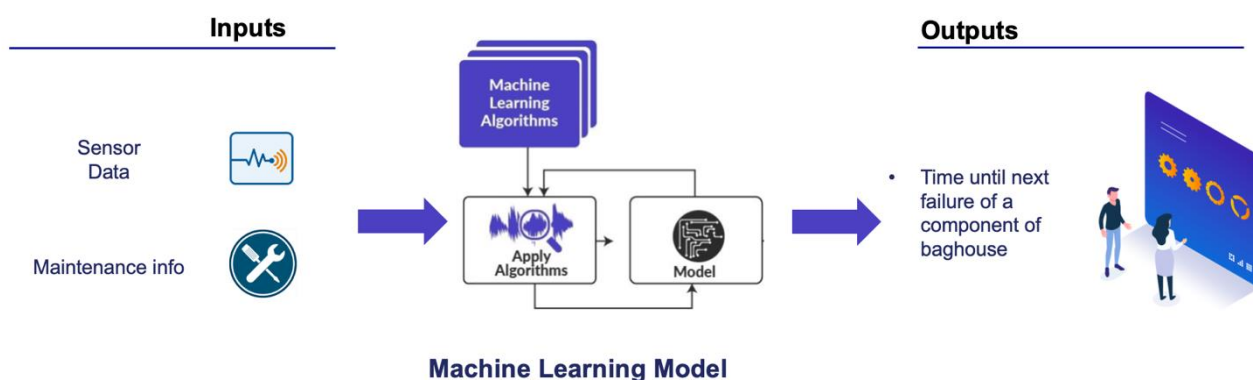 Inputs
Sensor
Data
Maintenance info
Machine
Learning
Algorithms
Apply
Algorithms
Model
Machine Learning Model
Outputs
• Time until next
failure of a
component of
baghouse